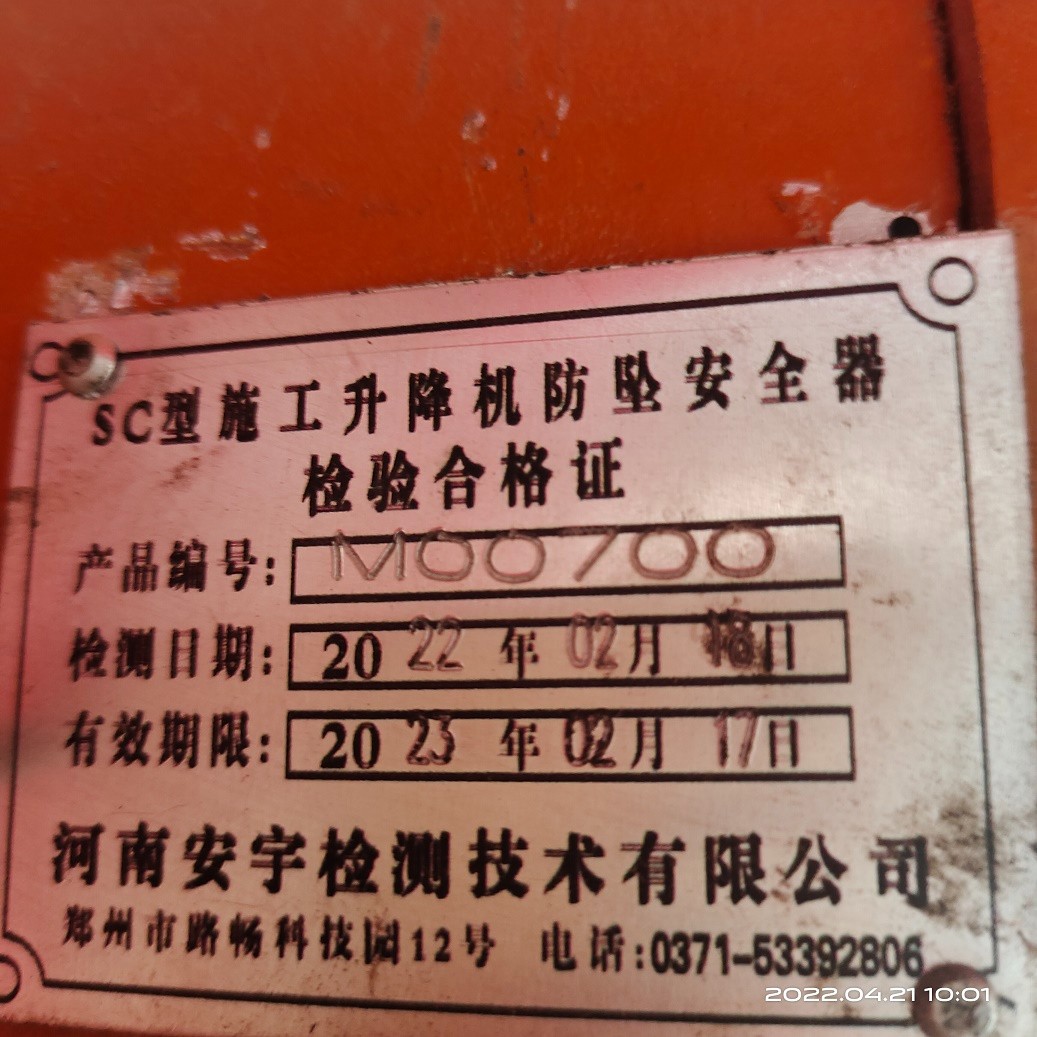 SC型施工升降机防坠安全器
检验合格证
产品编号: M00700
检测日期: 2022年02月18日
有效期限: 2023年02月17日
河南安宇检测技术有限公司
郑州市路畅科技园12号 电话:0371-53392806
2022.04.21 10:01